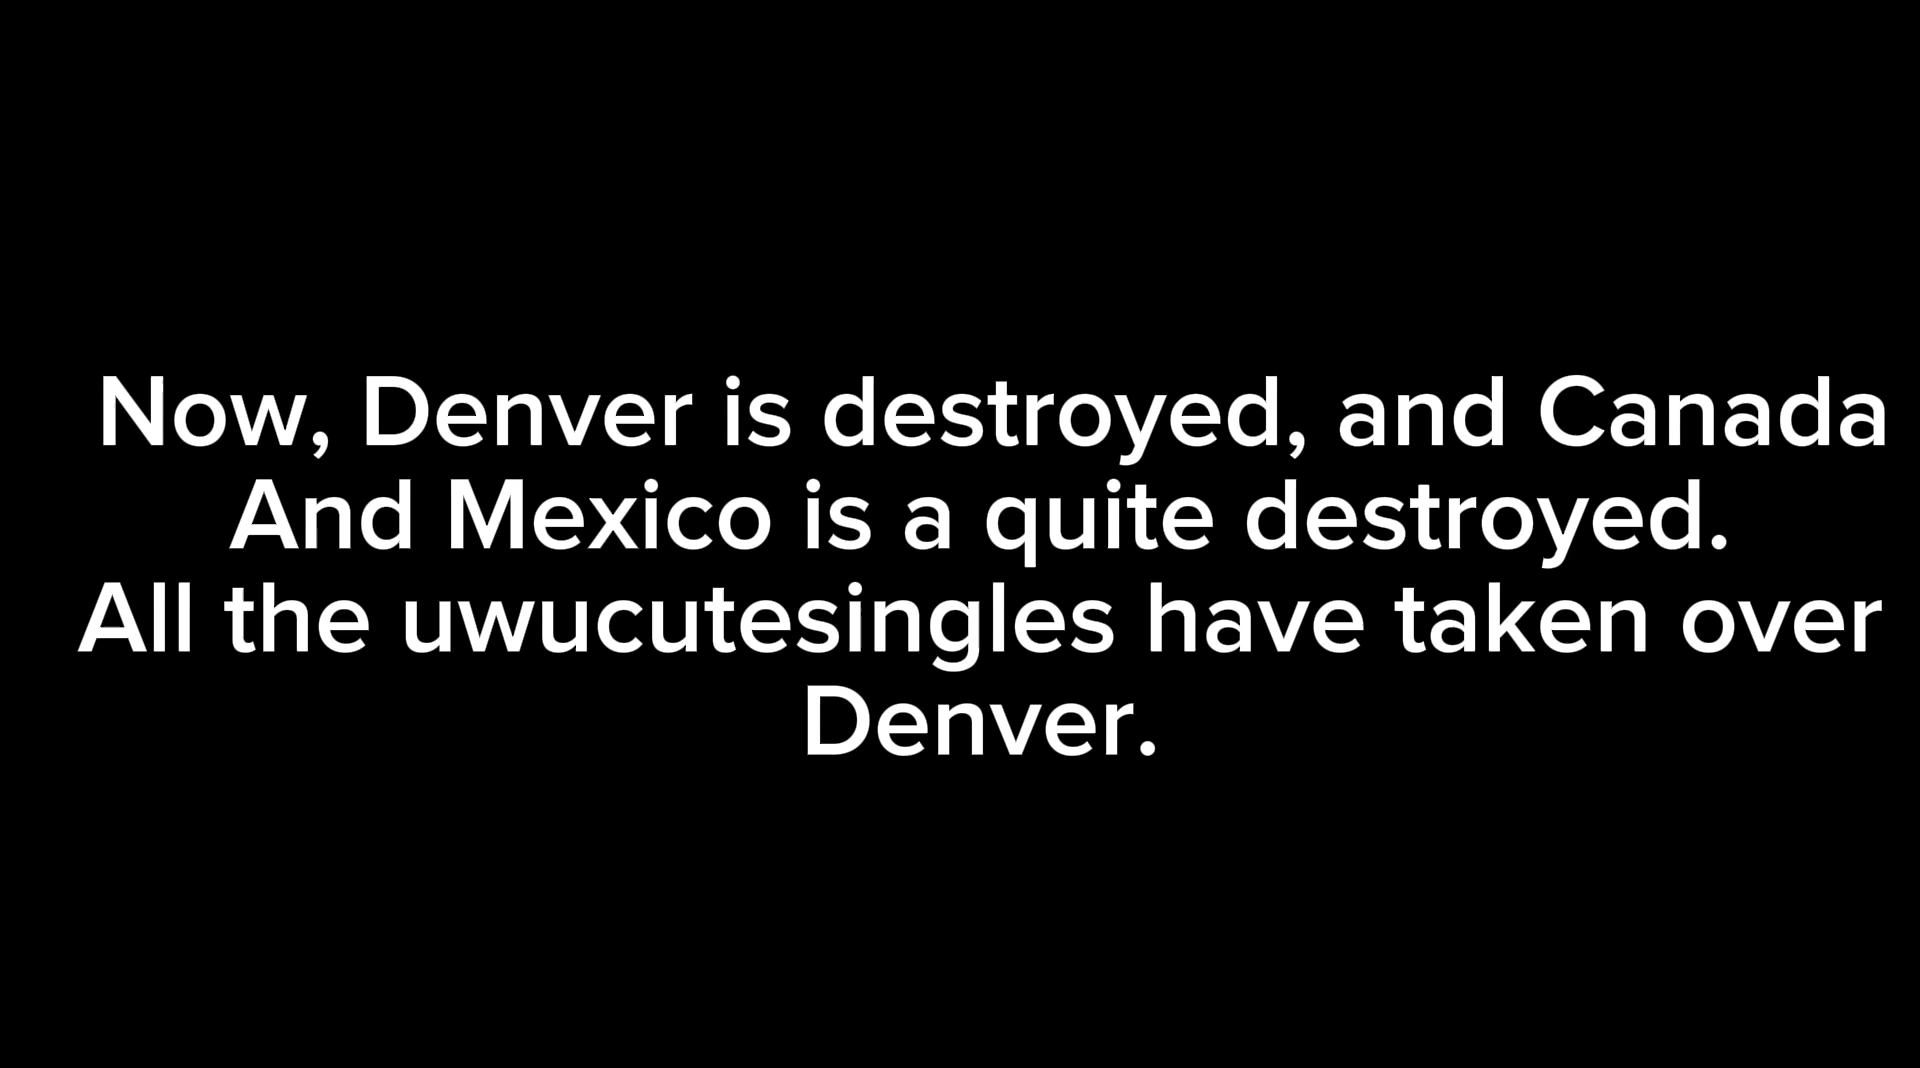 Now, Denver is destroyed, and Canada
And Mexico is a quite destroyed.
All the uwucutesingles have taken over
Denver.